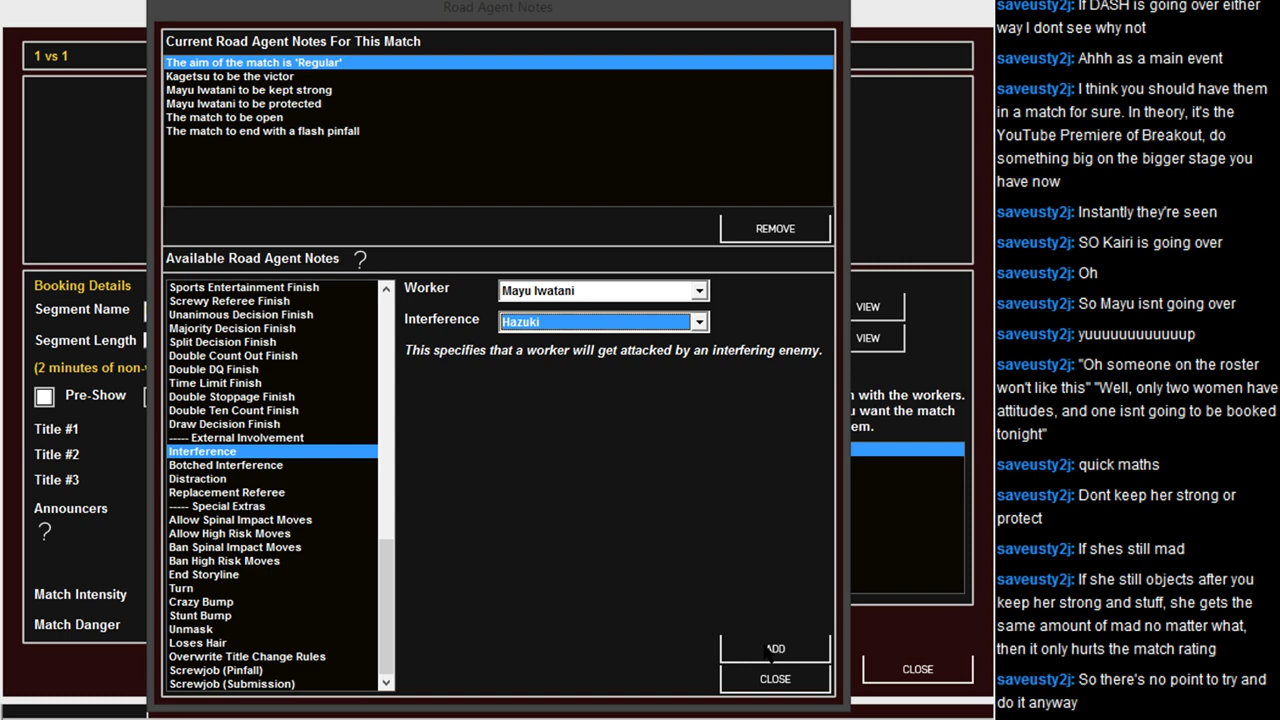 Road Agent Notes
Current Road Agent Notes For This Match
The aim of the match is 'Regular'
Kagetsu to be the victor
Mayu Iwatani to be kept strong
Mayu Iwatani to be protected
The match to be open
The match to end with a flash pinfall
REMOVE
Available Road Agent Notes ?
Sports Entertainment Finish
Screwy Referee Finish
Unanimous Decision Finish
Majority Decision Finish
Split Decision Finish
Double Count Out Finish
Double DQ Finish
Time Limit Finish
Double Stoppage Finish
Double Ten Count Finish
Draw Decision Finish
----- External Involvement
Interference
Botched Interference
Distraction
Replacement Referee
----- Special Extras
Allow Spinal Impact Moves
Allow High Risk Moves
Ban Spinal Impact Moves
Ban High Risk Moves
End Storyline
Turn
Crazy Bump
Stunt Bump
Unmask
Loses Hair
Overwrite Title Change Rules
Screwjob (Pinfall)
Screwjob (Submission)
Worker Mayu Iwatani
Interference Hazuki
This specifies that a worker will get attacked by an interfering enemy.
ADD
CLOSE
1 vs 1
Booking Details
Segment Name
Segment Length
(2 minutes of non-
Pre-Show
Title #1
Title #2
Title #3
Announcers
?
Match Intensity
Match Danger
VIEW
VIEW
with the workers.
u want the match
em.
CLOSE
saveusty2j: If DASH is going over either
way I dont see why not
saveusty2j: Ahhh as a main event
saveusty2j: I think you should have them
in a match for sure. In theory, it's the
YouTube Premiere of Breakout, do
something big on the bigger stage you
have now
saveusty2j: Instantly they're seen
saveusty2j: SO Kairi is going over
saveusty2j: Oh
saveusty2j: So Mayu isnt going over
saveusty2j: yuuuuuuuuuuuup
saveusty2j: "Oh someone on the roster
won't like this" "Well, only two women have
attitudes, and one isnt going to be booked
tonight"
saveusty2j: quick maths
saveusty2j: Dont keep her strong or
protect
saveusty2j: If shes still mad
saveusty2j: If she still objects after you
keep her strong and stuff, she gets the
same amount of mad no matter what,
then it only hurts the match rating
saveusty2j: So there's no point to try and
do it anyway